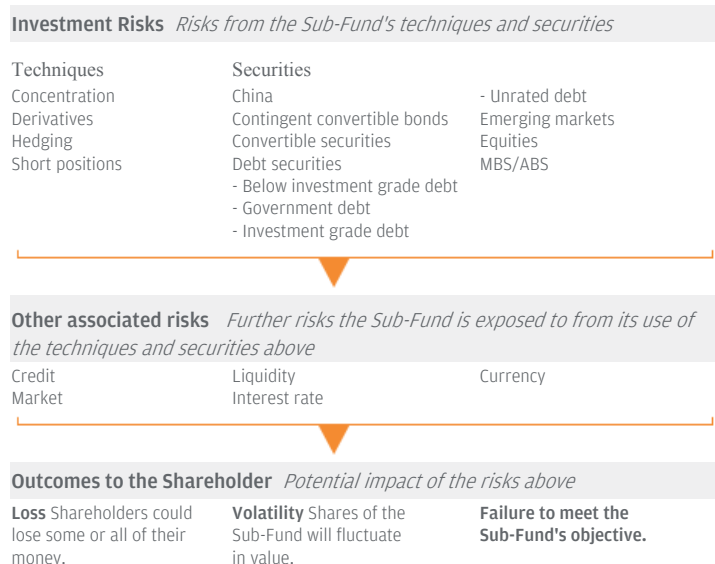 Investment Risks Risks from the Sub-Fund's techniques and securities
Techniques
Concentration
Derivatives
Hedging
Short positions
Securities
China
Contingent convertible bonds
Convertible securities
Debt securities
- Below investment grade debt
- Government debt
- Investment grade debt
- Unrated debt
Emerging markets
Equities
MBS/ABS
Other associated risks Further risks the Sub-Fund is exposed to from its use of
the techniques and securities above
Credit
Market
Liquidity
Interest rate
Currency
Outcomes to the Shareholder Potential impact of the risks above
Loss Shareholders could
lose some or all of their
money.
Volatility Shares of the
Sub-Fund will fluctuate
in value.
Failure to meet the
Sub-Fund's objective.